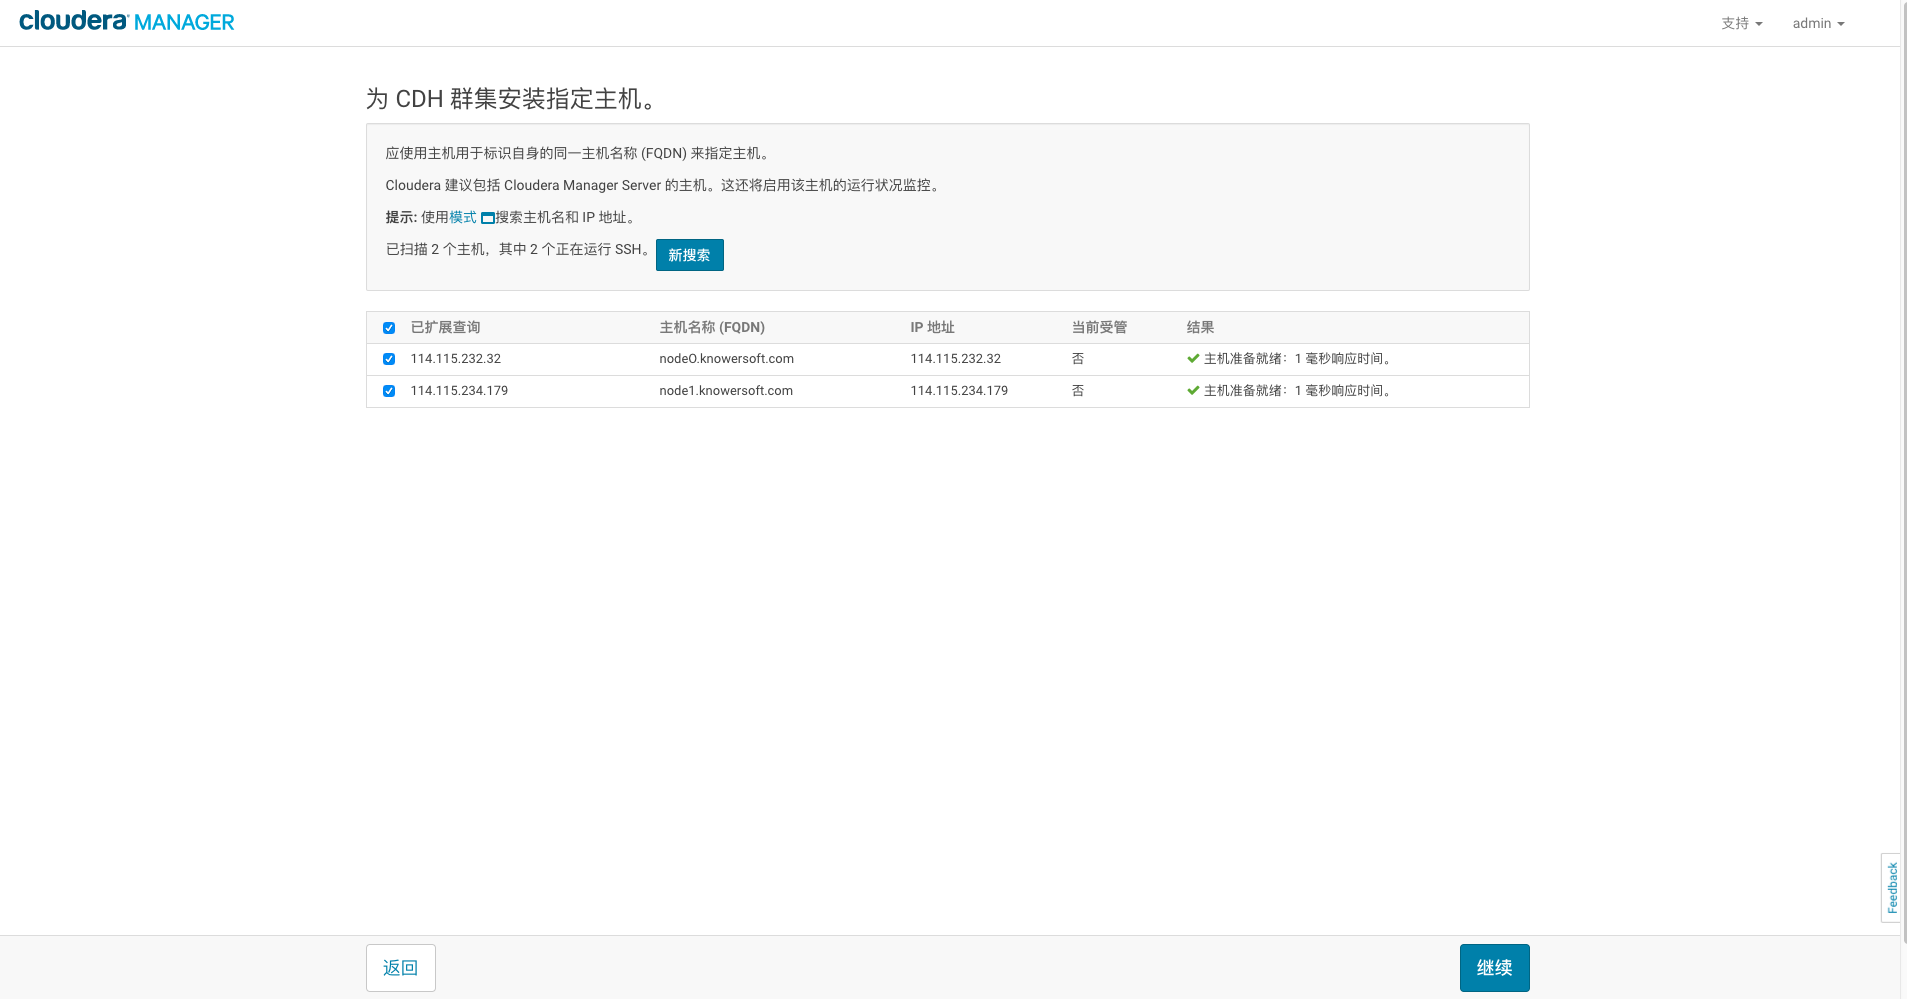 cloudera MANAGER
支持 admin
为 CDH 群集安装指定主机。
应使用主机用于标识自身的同一主机名称 (FQDN) 来指定主机。
Cloudera 建议包括 Cloudera Manager Server 的主机。这还将启用该主机的运行状况监控。
提示: 使用模式 搜索主机名和 IP 地址。
已扫描 2 个主机，其中 2 个正在运行 SSH。 新搜索
已扩展查询 主机名称 (FQDN) IP 地址 当前受管 结果
114.115.232.32 nodeO.knowersoft.com 114.115.232.32 否 主机准备就绪：1 毫秒响应时间。
114.115.234.179 node1.knowersoft.com 114.115.234.179 否 主机准备就绪：1 毫秒响应时间。
Feedback
返回 继续